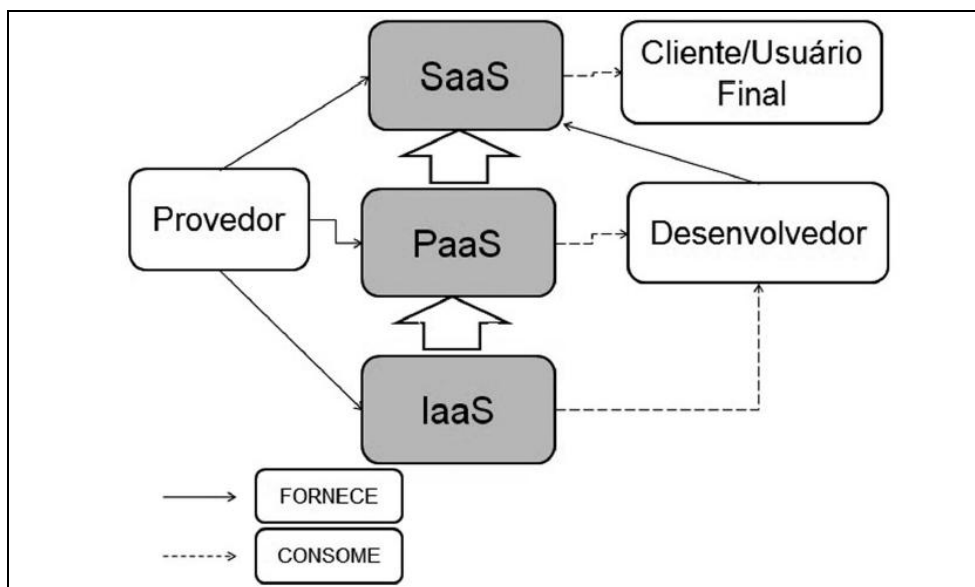 SaaS
Cliente/Usuário
Final
Provedor
PaaS
Desenvolvedor
IaaS
FORNECE
CONSOME